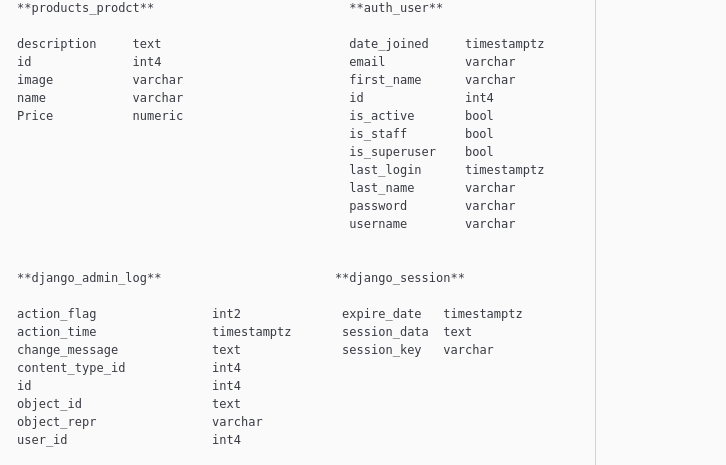 **products_prodct**
description text
id int4
image varchar
name varchar
Price numeric
**auth_user**
date_joined timestamptz
email varchar
first_name varchar
id int4
is_active bool
is_staff bool
is_superuser bool
last_login timestamptz
last_name varchar
password varchar
username varchar
**django_admin_log**
action_flag int2
action_time timestamptz
change_message text
content_type_id int4
id int4
object_id text
object_repr varchar
user_id int4
**django_session**
expire_date timestamptz
session_data text
session_key varchar